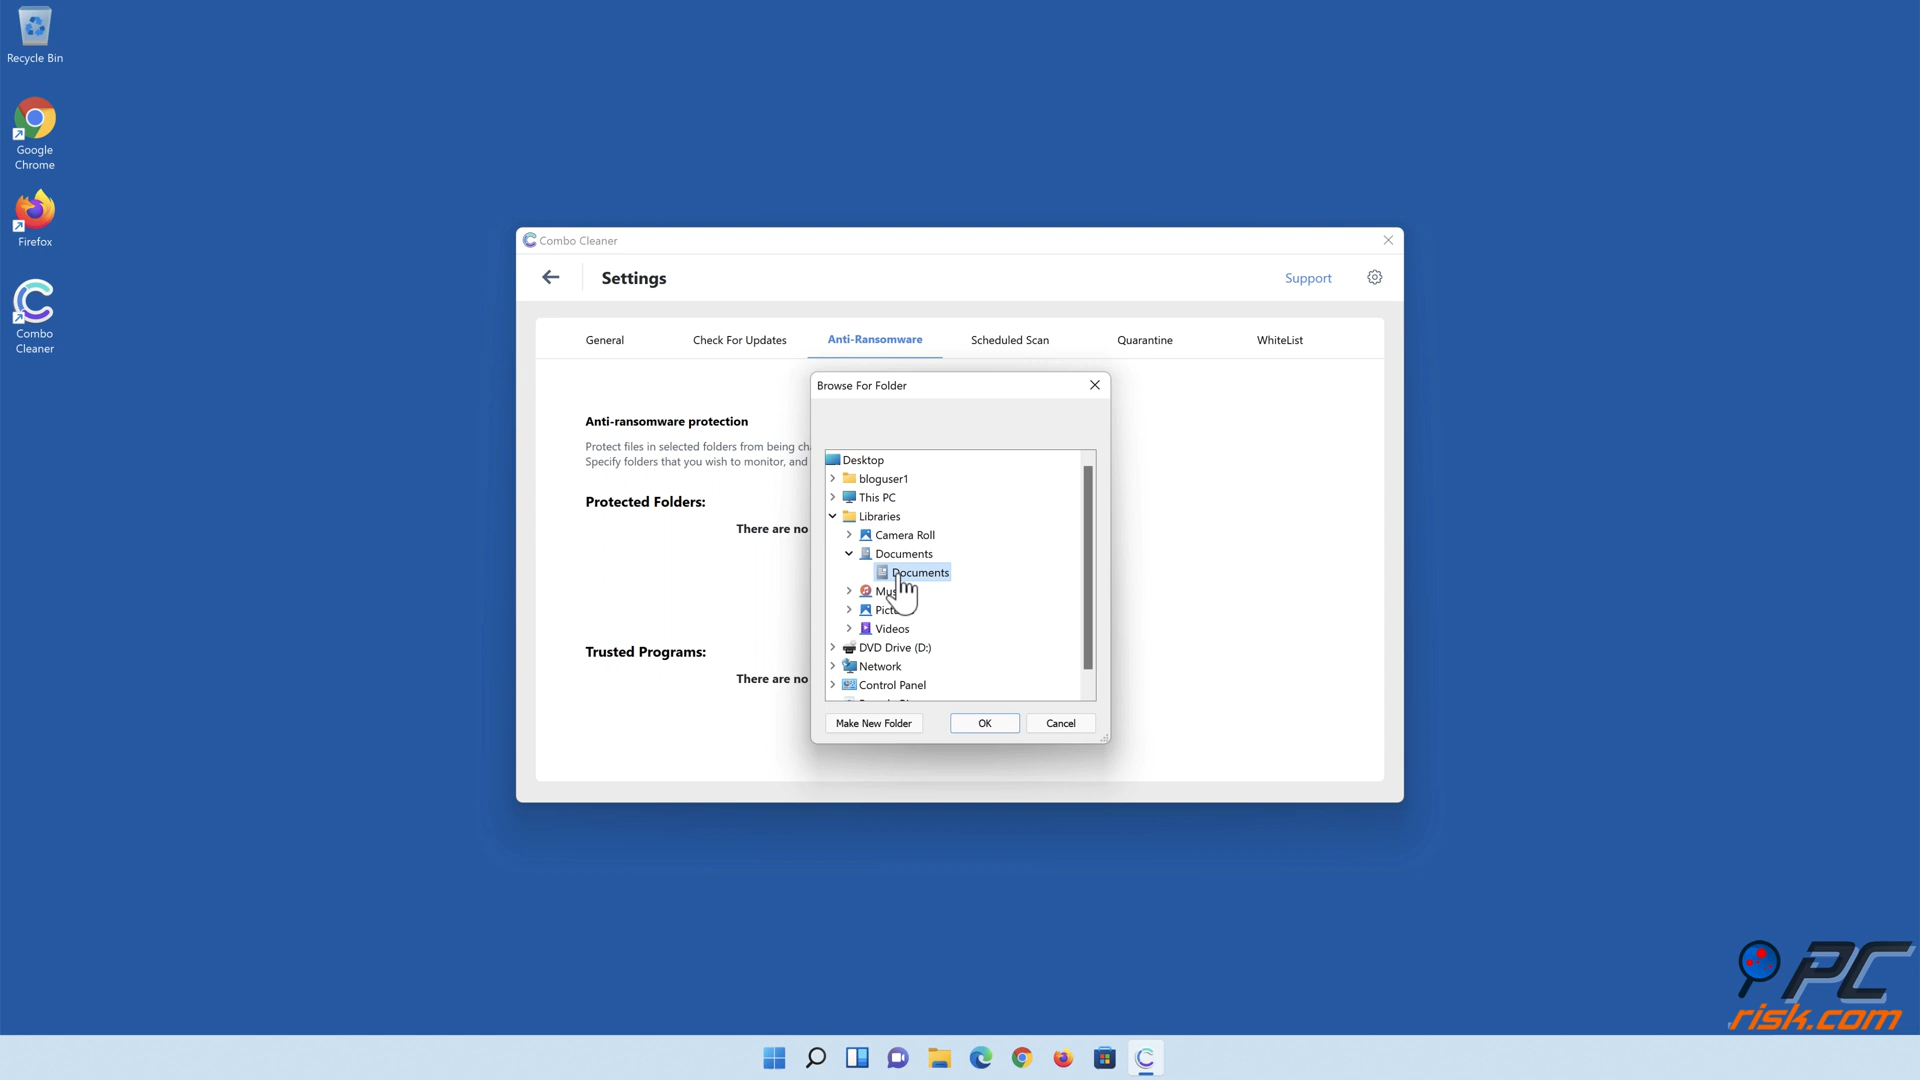 Recycle Bin
Google
Chrome
Firefox
Combo
Cleaner
Combo Cleaner
Settings
Support
General
Check For Updates
Anti-Ransomware
Scheduled Scan
Quarantine
WhiteList
Anti-ransomware protection
Protect files in selected folders from being
Specify folders that you wish to monitor, and
Protected Folders:
There are no
Trusted Programs:
There are no
Browse For Folder
Desktop
bloguser1
This PC
Libraries
Camera Roll
Documents
Documents
Videos
DVD Drive (D:)
Network
Control Panel
Make New Folder
OK
Cancel
PC
risk.com